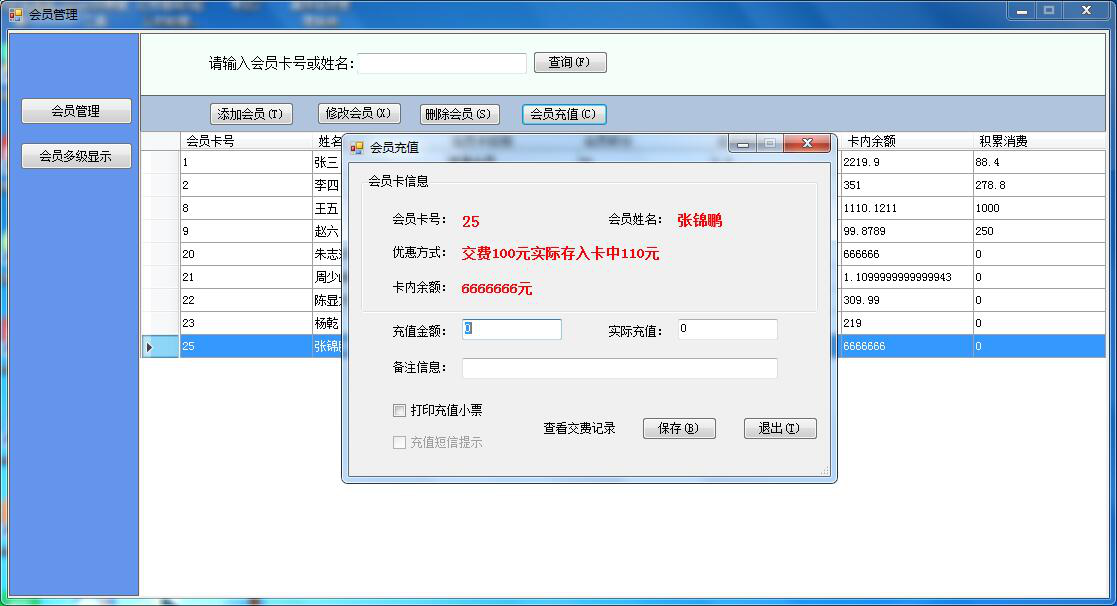 会员管理
请输入会员卡号或姓名: 查询(F)
会员管理
会员多级显示
添加会员(T) 修改会员(X) 删除会员(S) 会员充值(C)
会员卡号 姓名 卡内余额 积累消费
1 张三 2219.9 88.4
2 李四 351 278.8
8 王五 1110.1211 1000
9 赵六 99.8789 250
20 朱志 666666 0
21 周少 1.1099999999999943 0
22 陈显 309.99 0
23 杨乾 219 0
25 张锦 6666666 0
会员充值
会员卡信息
会员卡号: 25 会员姓名: 张锦鹏
优惠方式: 交费100元实际存入卡中110元
卡内余额: 6666666元
充值金额: 0 实际充值: 0
备注信息:
打印充值小票
充值短信提示
查看交费记录 保存(B) 退出(T)